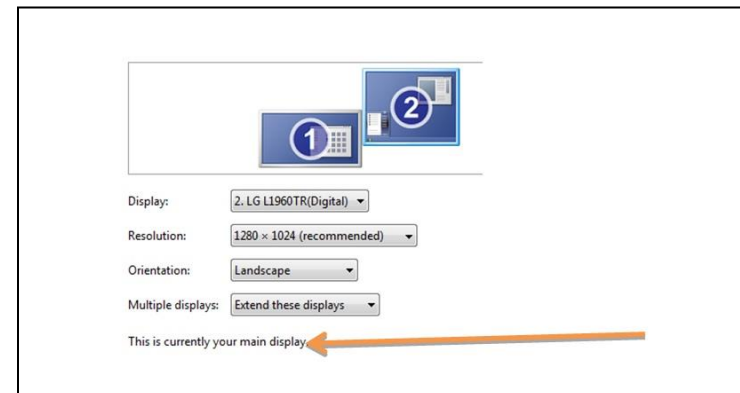 1
2
Display: 2. LG L1960TR(Digital)
Resolution: 1280 × 1024 (recommended)
Orientation: Landscape
Multiple displays: Extend these displays
This is currently your main display.